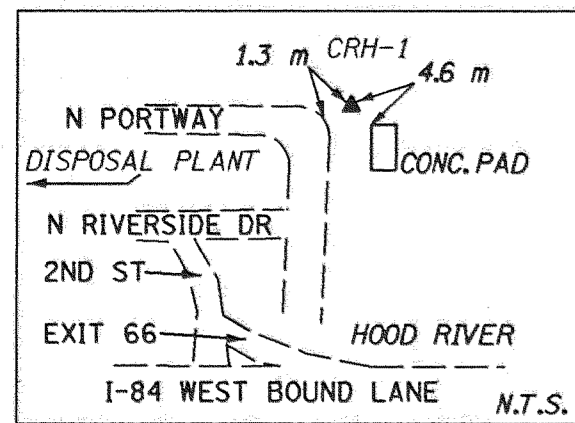 1.3 m CRH-1
4.6 m
N PORTWAY
DISPOSAL PLANT
CONC. PAD
N RIVERSIDE DR
2ND ST
EXIT 66
HOOD RIVER
I-84 WEST BOUND LANE
N.T.S.